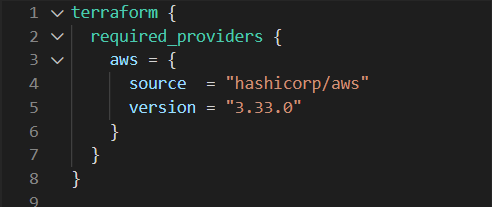 1 terraform {
2 required_providers {
3 aws = {
4 source  = "hashicorp/aws"
5 version = "3.33.0"
6 }
7 }
8 }
9